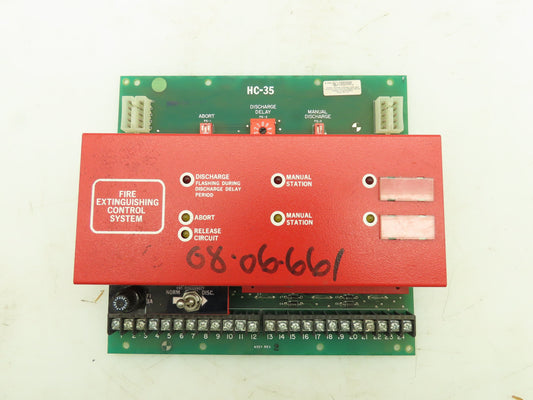 HC-35
ABORT
DISCHARGE
DELAY
MANUAL
DISCHARGE
FIRE
EXTINGUISHING
CONTROL
SYSTEM
DISCHARGE
FLASHING DURING
DISCHARGE DELAY
PERIOD
MANUAL
STATION
ABORT
MANUAL
STATION
RELEASE
CIRCUIT
08-06-661
NORM.
DISC.
1 2 3 4 5 6 7 8 9 10 11 12 13 14 15 16 17 18 19 20 21 22 23 24